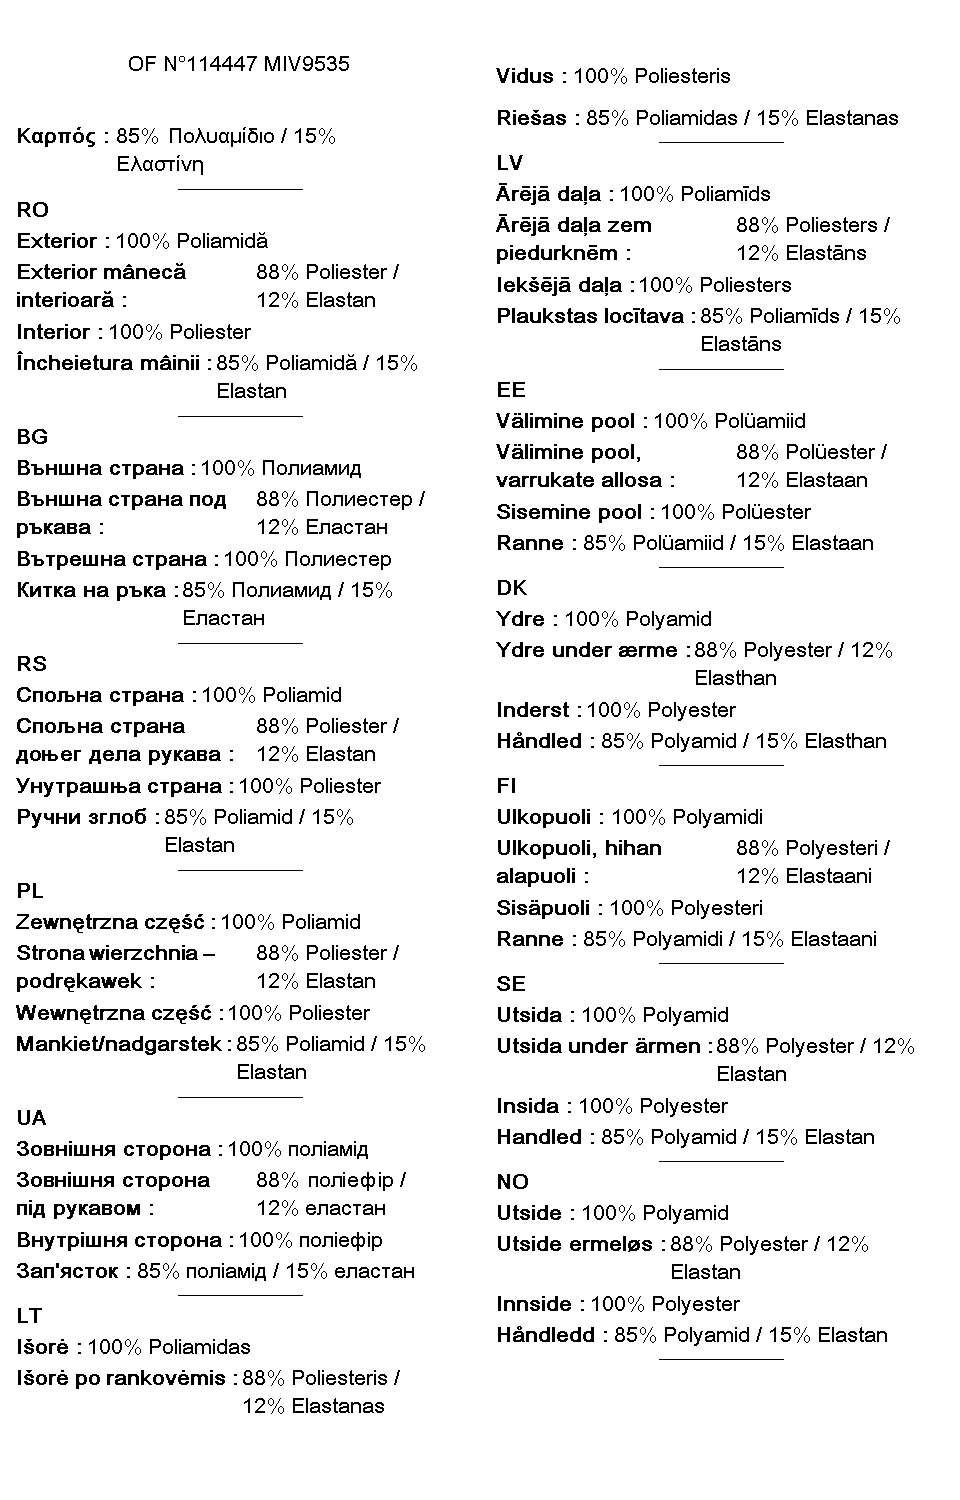 OF N°114447 MIV9535
Καρπός : 85% Πολυαμίδιο / 15%
Ελαστίνη
RO
Exterior : 100% Poliamidă
Exterior mânecă 88% Poliester /
interioară : 12% Elastan
Interior : 100% Poliester
Încheietura mâinii : 85% Poliamidă / 15%
Elastan
BG
Външна страна : 100% Полиамид
Външна страна под 88% Полиестер /
ръкава : 12% Еластан
Вътрешна страна : 100% Полиестер
Китка на ръка : 85% Полиамид / 15%
Еластан
RS
Спољна страна : 100% Poliamid
Спољна страна 88% Poliester /
доњег дела рукава : 12% Elastan
Унутрашња страна : 100% Poliester
Ручни зглоб : 85% Poliamid / 15%
Elastan
PL
Zewnętrzna część : 100% Poliamid
Strona wierzchnia – 88% Poliester /
podrękawek : 12% Elastan
Wewnętrzna część : 100% Poliester
Mankiet/nadgarstek : 85% Poliamid / 15%
Elastan
UA
Зовнішня сторона : 100% поліамід
Зовнішня сторона 88% поліефір /
під рукавом : 12% еластан
Внутрішня сторона : 100% поліефір
Зап'ясток : 85% поліамід / 15% еластан
LT
Išorė : 100% Poliamidas
Išorė po rankovėmis : 88% Poliesteris /
12% Elastanas
Vidus : 100% Poliesteris
Riešas : 85% Poliamidas / 15% Elastanas
LV
Ārējā daļa : 100% Poliamīds
Ārējā daļa zem 88% Poliesters /
piedurknēm : 12% Elastāns
Iekšējā daļa : 100% Poliesters
Plaukstas locītava : 85% Poliamīds / 15%
Elastāns
EE
Välimine pool : 100% Polüamiid
Välimine pool, 88% Polüester /
varrukate allosa : 12% Elastaan
Sisemine pool : 100% Polüester
Ranne : 85% Polüamiid / 15% Elastaan
DK
Ydre : 100% Polyamid
Ydre under ærme : 88% Polyester / 12%
Elasthan
Inderst : 100% Polyester
Håndled : 85% Polyamid / 15% Elasthan
FI
Ulkopuoli : 100% Polyamidi
Ulkopuoli, hihan 88% Polyesteri /
alapuoli : 12% Elastaani
Sisäpuoli : 100% Polyesteri
Ranne : 85% Polyamidi / 15% Elastaani
SE
Utsida : 100% Polyamid
Utsida under ärmen : 88% Polyester / 12%
Elastan
Insida : 100% Polyester
Handled : 85% Polyamid / 15% Elastan
NO
Utside : 100% Polyamid
Utside ermeløs : 88% Polyester / 12%
Elastan
Innside : 100% Polyester
Håndledd : 85% Polyamid / 15% Elastan